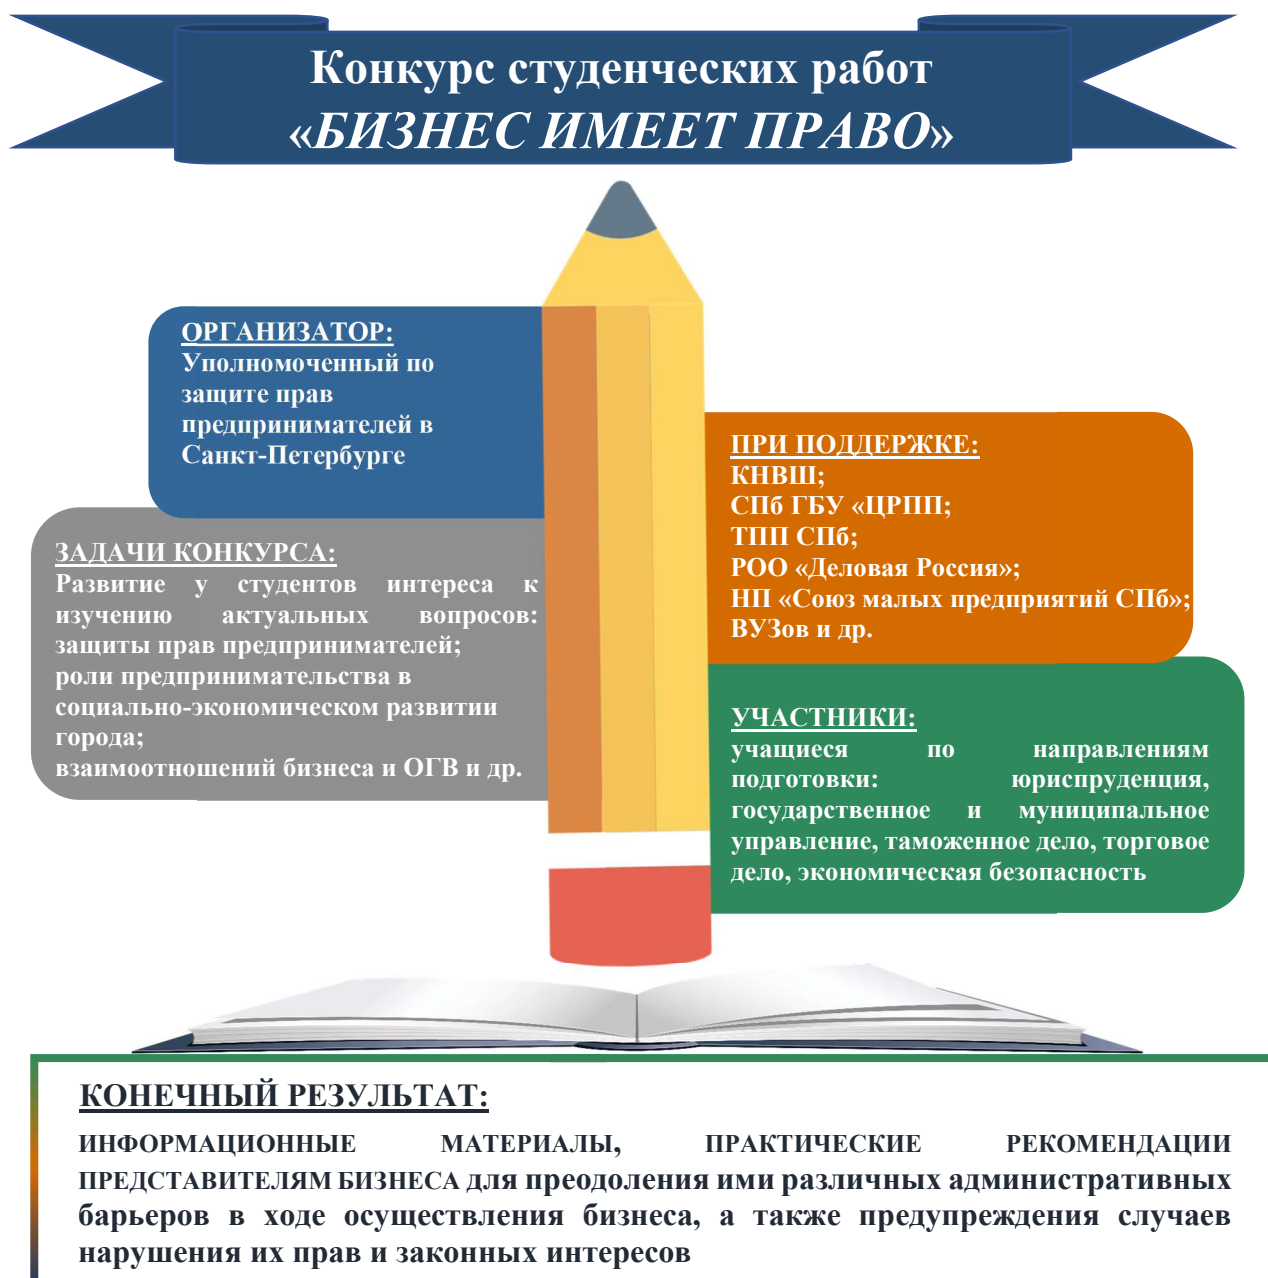 Конкурс студенческих работ
«БИЗНЕС ИМЕЕТ ПРАВО»
ОРГАНИЗАТОР:
Уполномоченный по
защите прав
предпринимателей в
Санкт-Петербурге
ПРИ ПОДДЕРЖКЕ:
КНВШ;
СПб ГБУ «ЦРПП;
ТПП СПб;
РОО «Деловая Россия»;
НП «Союз малых предприятий СПб»;
ВУЗов и др.
ЗАДАЧИ КОНКУРСА:
Развитие у студентов интереса к
изучению актуальных вопросов:
защиты прав предпринимателей;
роли предпринимательства в
социально-экономическом развитии
города;
взаимоотношений бизнеса и ОГВ и др.
УЧАСТНИКИ:
учащиеся по направлениям
подготовки: юриспруденция,
государственное и муниципальное
управление, таможенное дело, торговое
дело, экономическая безопасность
КОНЕЧНЫЙ РЕЗУЛЬТАТ:
ИНФОРМАЦИОННЫЕ МАТЕРИАЛЫ, ПРАКТИЧЕСКИЕ РЕКОМЕНДАЦИИ
ПРЕДСТАВИТЕЛЯМ БИЗНЕСА для преодоления ими различных административных
барьеров в ходе осуществления бизнеса, а также предупреждения случаев
нарушения их прав и законных интересов